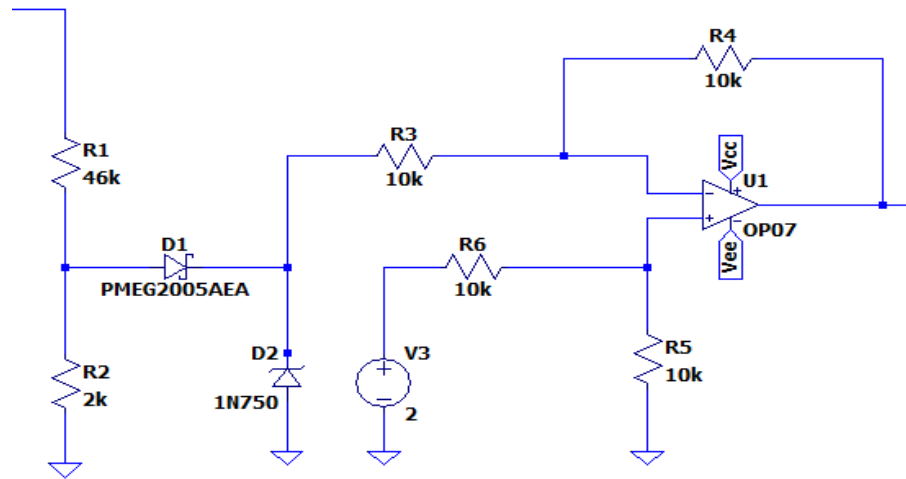 R4
10k
R3
10k
Vcc
U1
OP07
Vee
R1
46k
D1
PMEG2005AEA
R6
10k
R5
10k
R2
2k
D2
1N750
V3
2